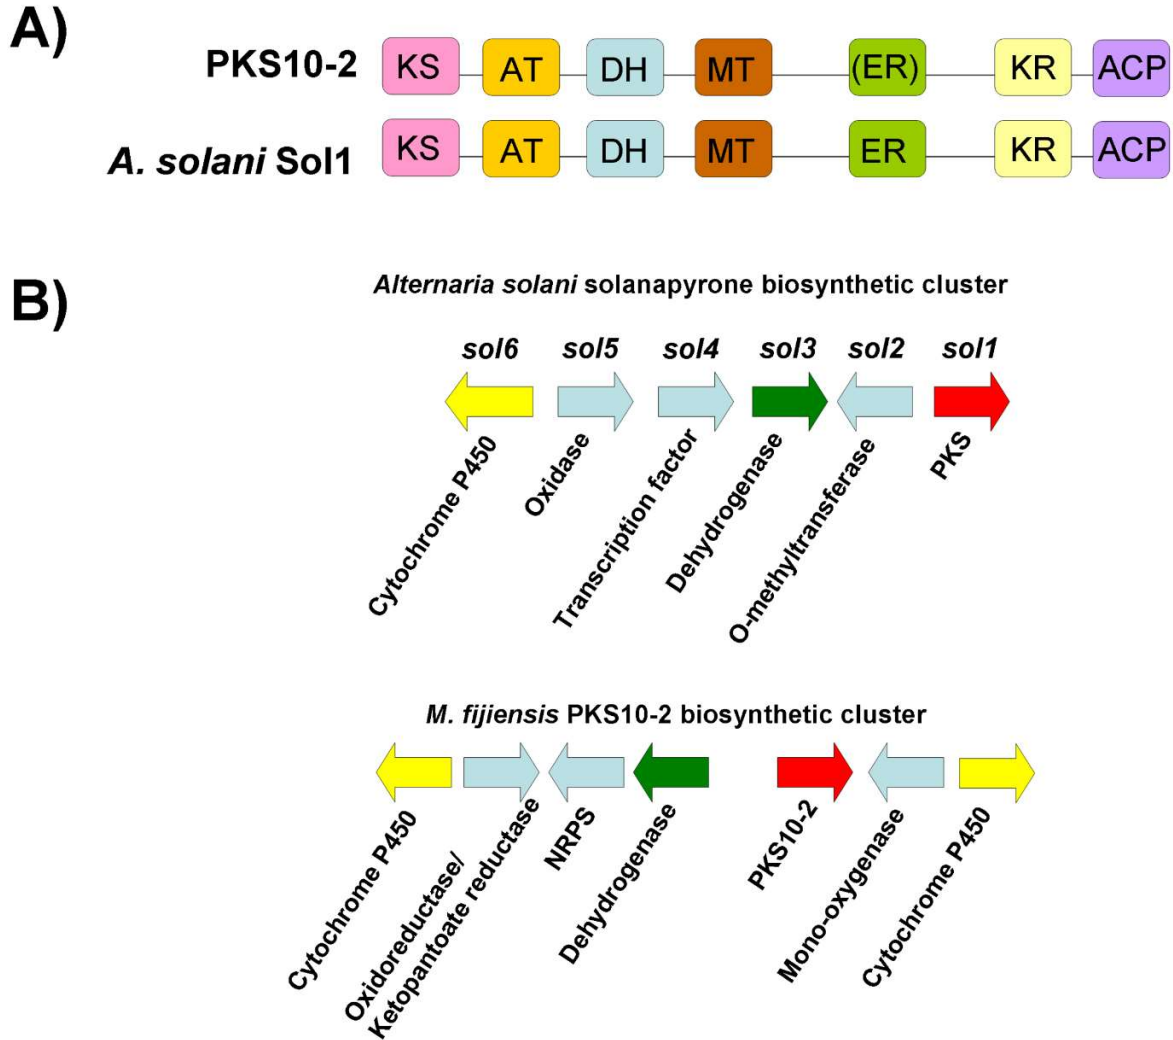 A)
PKS10-2 KS AT DH MT (ER) KR ACP
A. solani Sol1 KS AT DH MT ER KR ACP
B)
Alternaria solani solanapyrone biosynthetic cluster
sol6 sol5 sol4 sol3 sol2 sol1
Cytochrome P450
Oxidase
Transcription factor
Dehydrogenase
O-methyltransferase
PKS
M. fijiensis PKS10-2 biosynthetic cluster
Cytochrome P450
Oxidoreductase/
Ketopantoate reductase
NRPS
Dehydrogenase
PKS10-2
Mono-oxygenase
Cytochrome P450